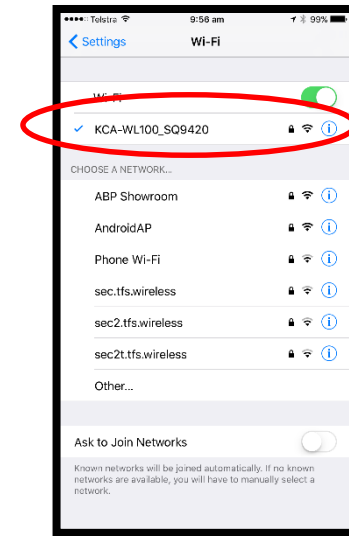 Telstra 9:56 am 99%
Settings Wi-Fi
Wi-Fi
KCA-WL100_SQ9420
CHOOSE A NETWORK...
ABP Showroom
AndroidAP
Phone Wi-Fi
sec.tfs.wireless
sec2.tfs.wireless
sec2t.tfs.wireless
Other...
Ask to Join Networks
Known networks will be joined automatically. If no known
networks are available, you will have to manually select a
network.